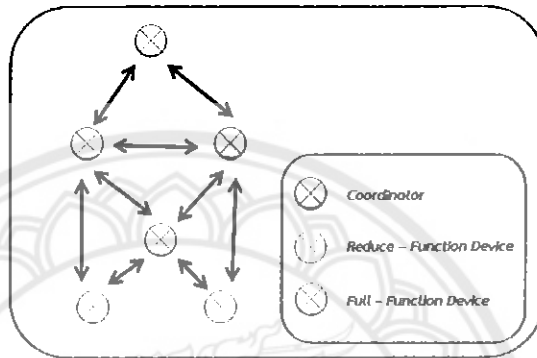 Coordinator
Reduce – Function Device
Full – Function Device